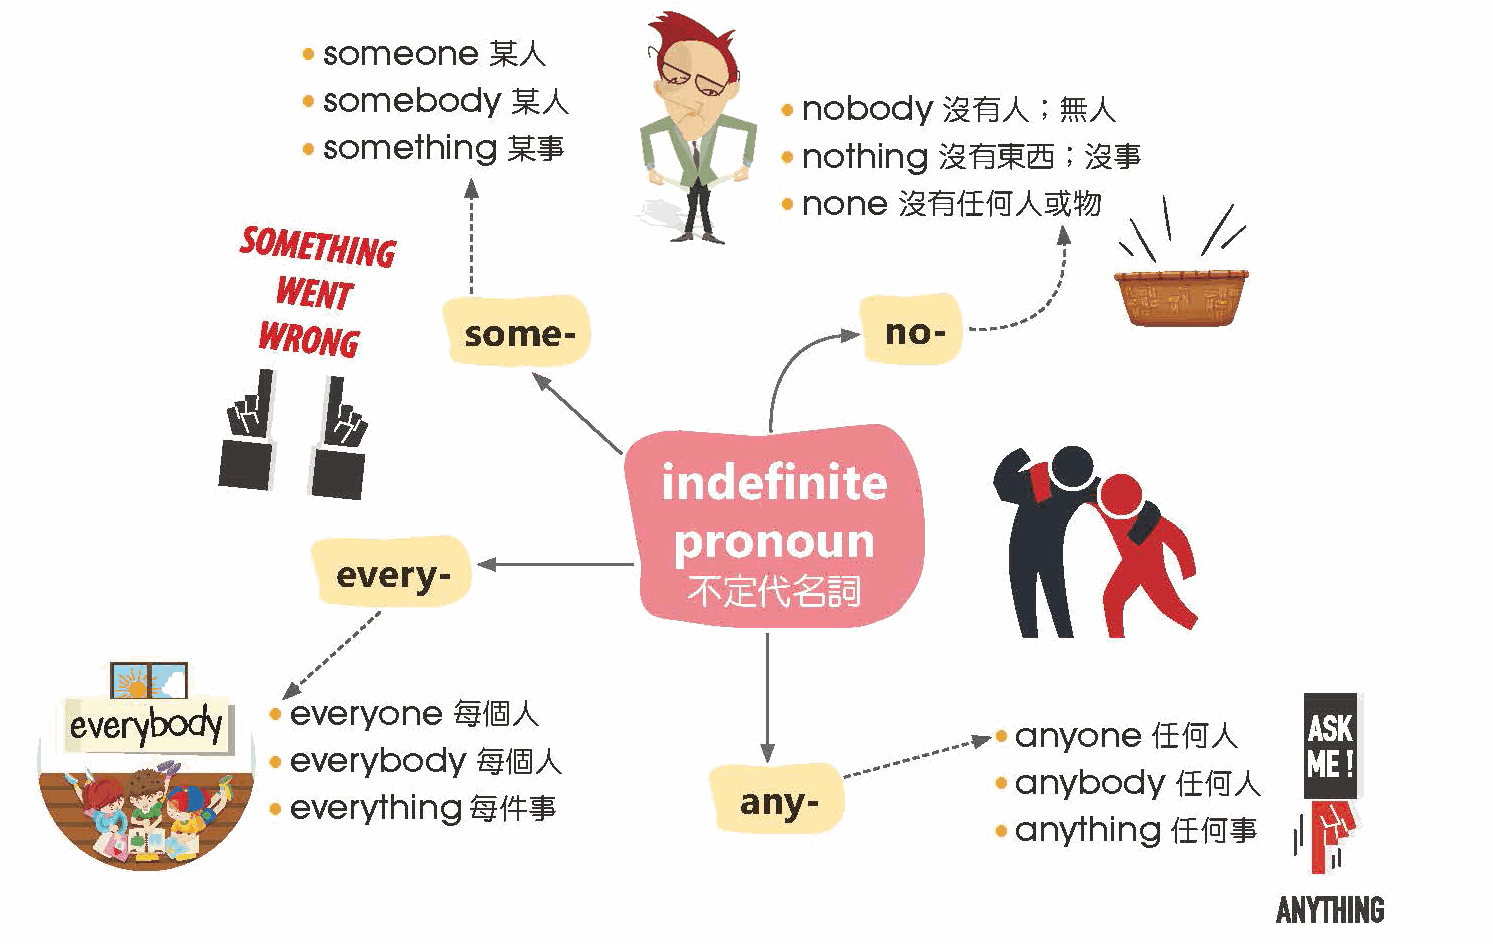 someone 某人
somebody 某人
something 某事
nobody 沒有人；無人
nothing 沒有東西；沒事
none 沒有任何人或物
SOMETHING
WENT
WRONG
some-
no-
indefinite
pronoun
不定代名詞
every-
everybody
everyone 每個人
everybody 每個人
everything 每件事
any-
anyone 任何人
anybody 任何人
anything 任何事
ASK
ME !
ANYTHING